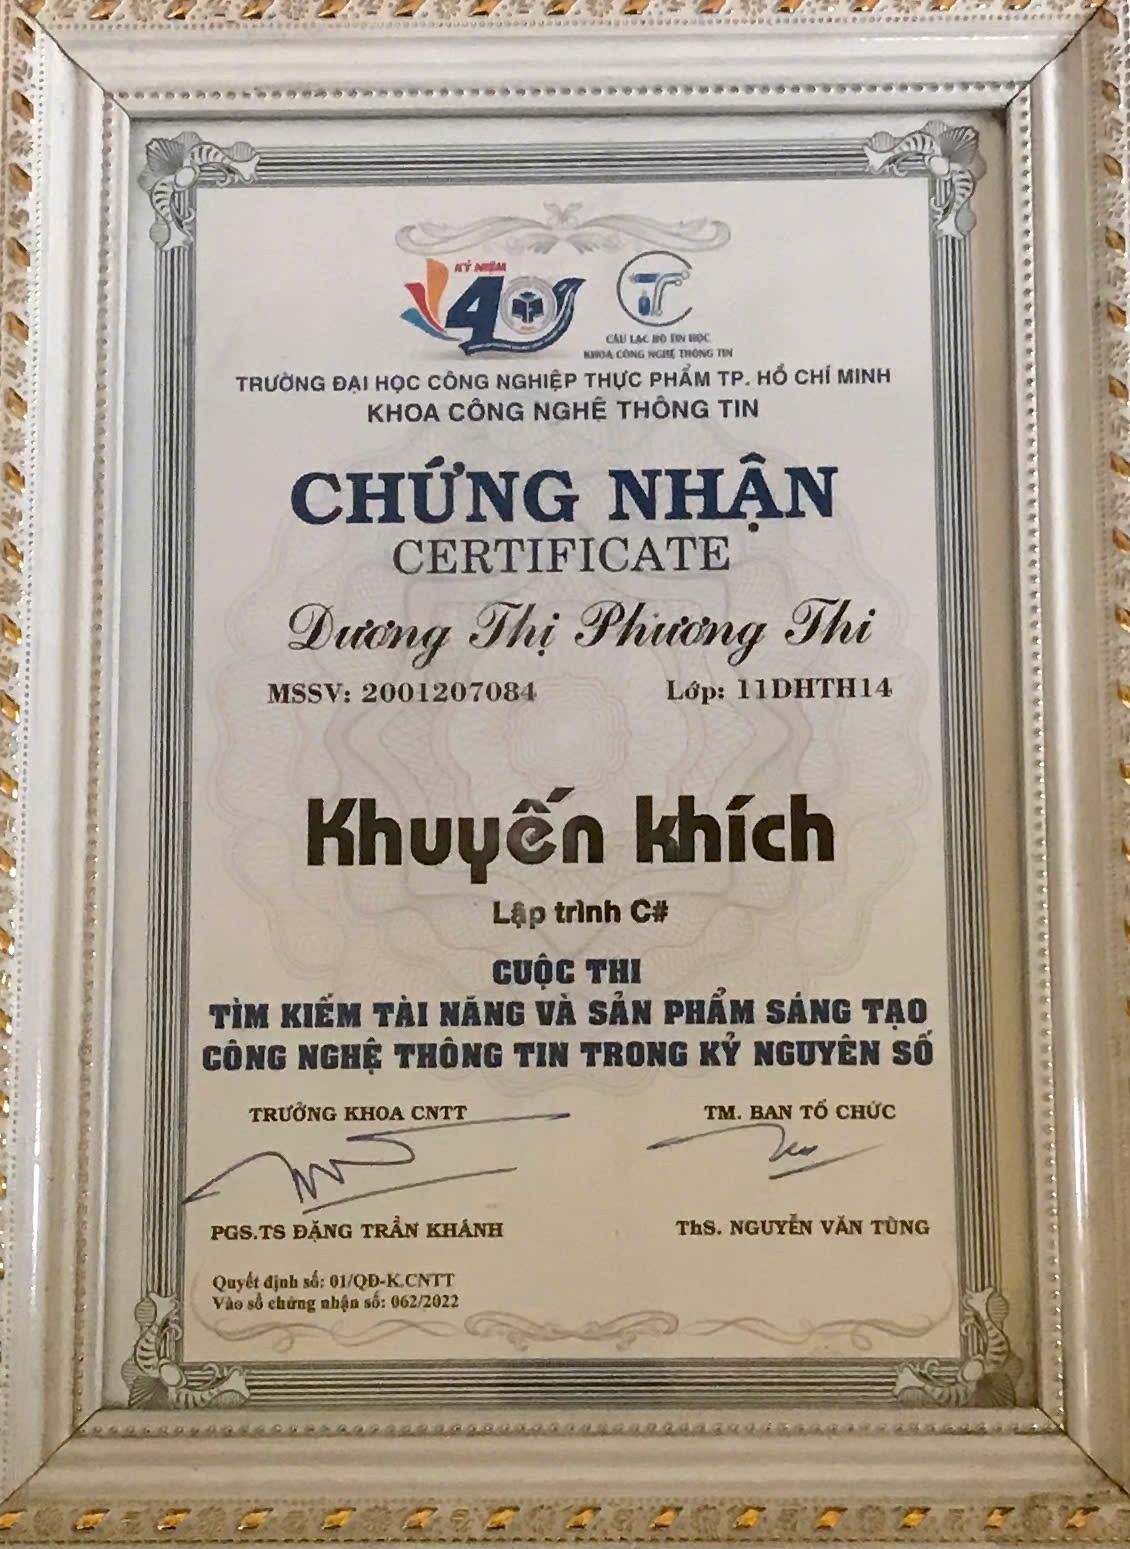 KỶ NIỆM
40
CÂU LẠC BỘ TIN HỌC
KHOA CÔNG NGHỆ THÔNG TIN
TRƯỜNG ĐẠI HỌC CÔNG NGHIỆP THỰC PHẨM TP. HỒ CHÍ MINH
KHOA CÔNG NGHỆ THÔNG TIN
CHỨNG NHẬN
CERTIFICATE
Dương Thị Phương Thi
MSSV: 2001207084 Lớp: 11DHTH14
Khuyến khích
Lập trình C#
CUỘC THI
TÌM KIẾM TÀI NĂNG VÀ SẢN PHẨM SÁNG TẠO
CÔNG NGHỆ THÔNG TIN TRONG KỶ NGUYÊN SỐ
TRƯỞNG KHOA CNTT TM. BAN TỔ CHỨC
PGS.TS ĐẶNG TRẦN KHÁNH ThS. NGUYỄN VĂN TÙNG
Quyết định số: 01/QĐ-K.CNTT
Vào sổ chứng nhận số: 062/2022